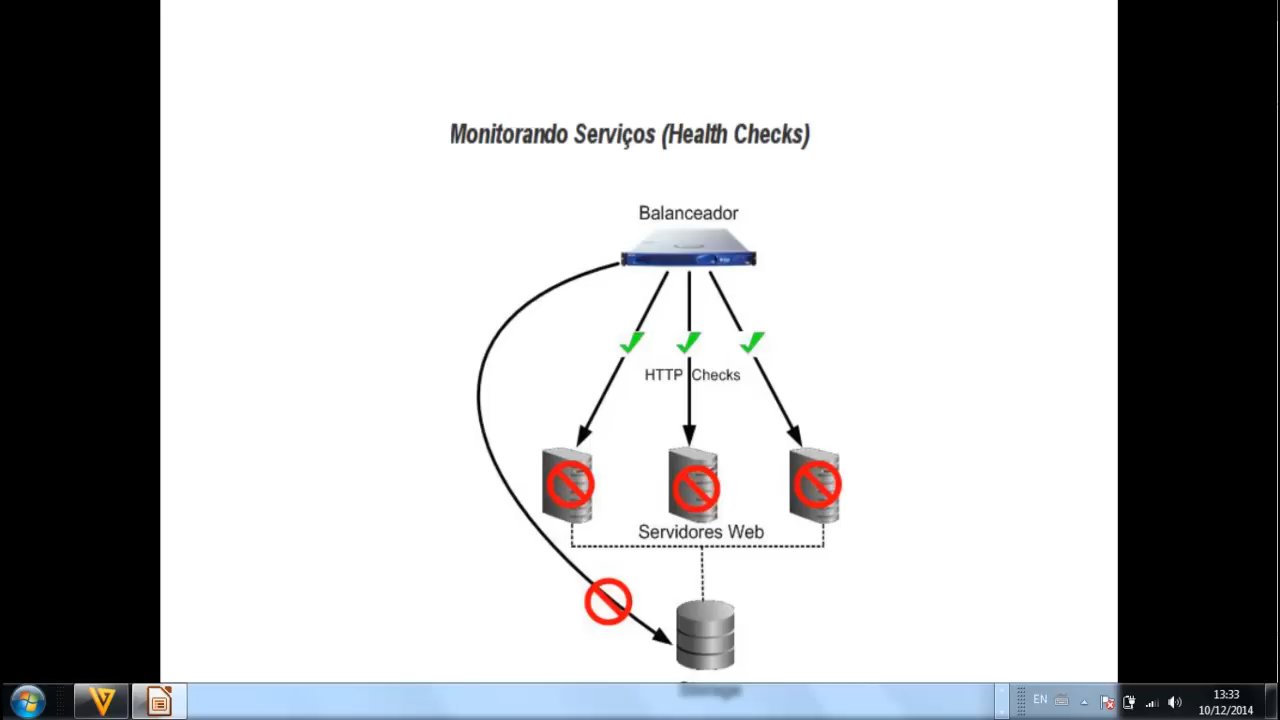 Monitorando Serviços (Health Checks)
Balanceador
HTTP Checks
Servidores Web
EN
13:33
10/12/2014